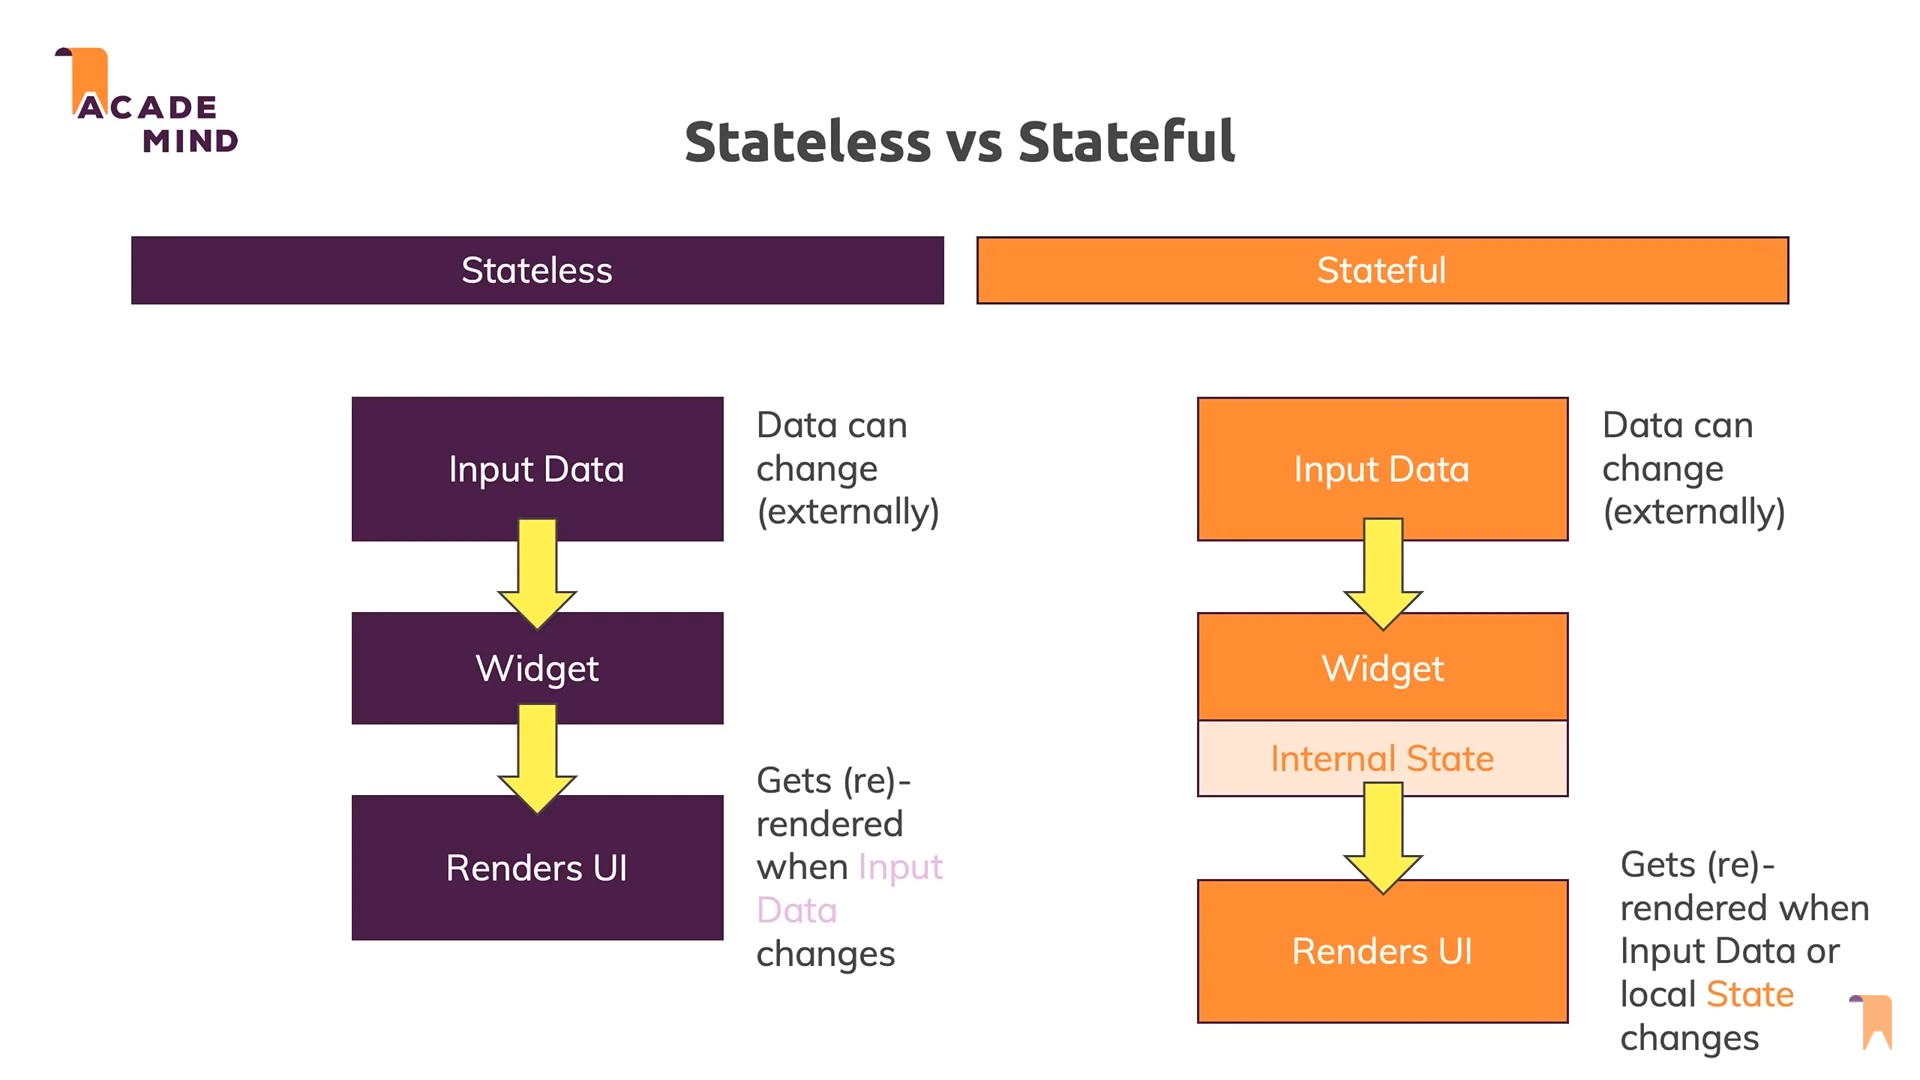 ACADE
MIND
Stateless vs Stateful
Stateless
Stateful
Input Data
Data can
change
(externally)
Widget
Renders UI
Gets (re)-
rendered
when Input
Data
changes
Input Data
Data can
change
(externally)
Widget
Internal State
Renders UI
Gets (re)-
rendered when
Input Data or
local State
changes